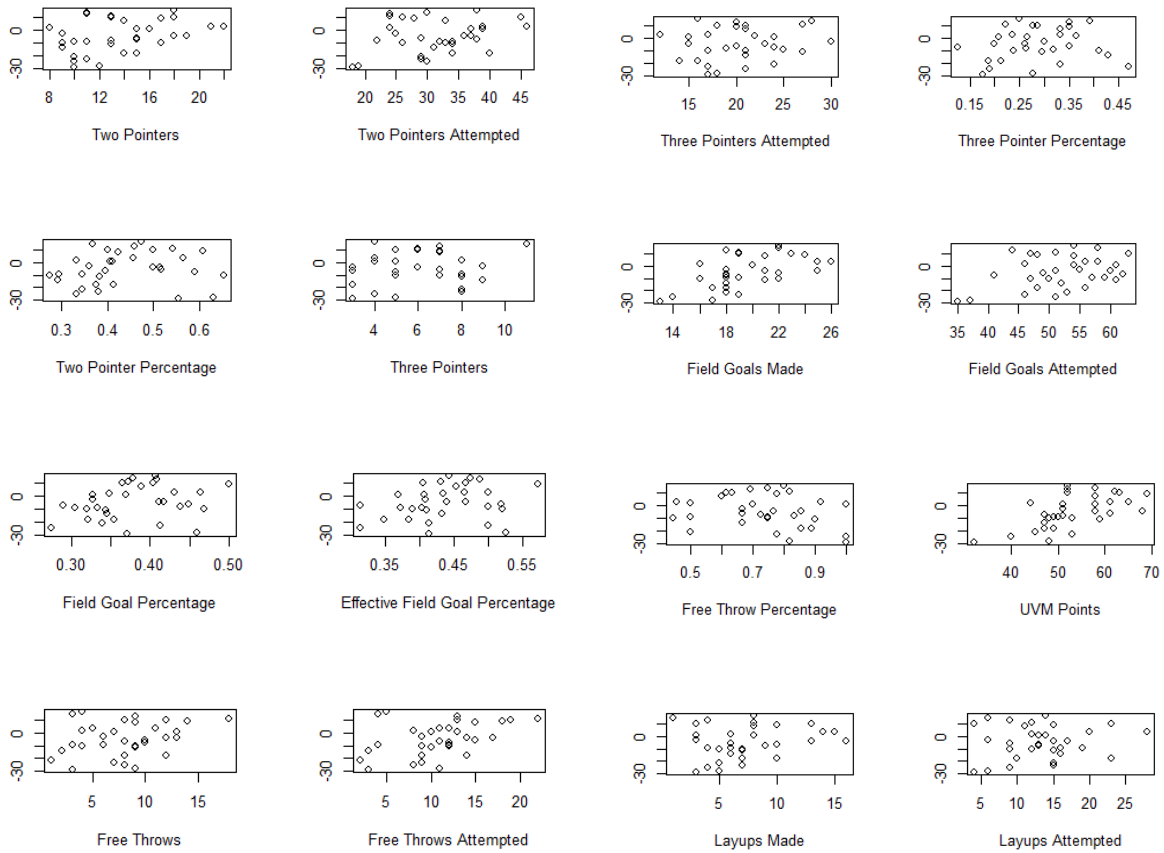 0
-30
8 12 16 20
Two Pointers
0
-30
20 25 30 35 40 45
Two Pointers Attempted
0
-30
15 20 25 30
Three Pointers Attempted
0
-30
0.15 0.25 0.35 0.45
Three Pointer Percentage
0
-30
0.3 0.4 0.5 0.6
Two Pointer Percentage
0
-30
4 6 8 10
Three Pointers
0
-30
14 18 22 26
Field Goals Made
0
-30
35 40 45 50 55 60
Field Goals Attempted
0
-30
0.30 0.40 0.50
Field Goal Percentage
0
-30
0.35 0.45 0.55
Effective Field Goal Percentage
0
-30
0.5 0.6 0.7 0.8 0.9
Free Throw Percentage
0
-30
40 50 60 70
UVM Points
0
-30
5 10 15
Free Throws
0
-30
5 10 15 20
Free Throws Attempted
0
-30
5 10 15
Layups Made
0
-30
5 10 15 20 25
Layups Attempted